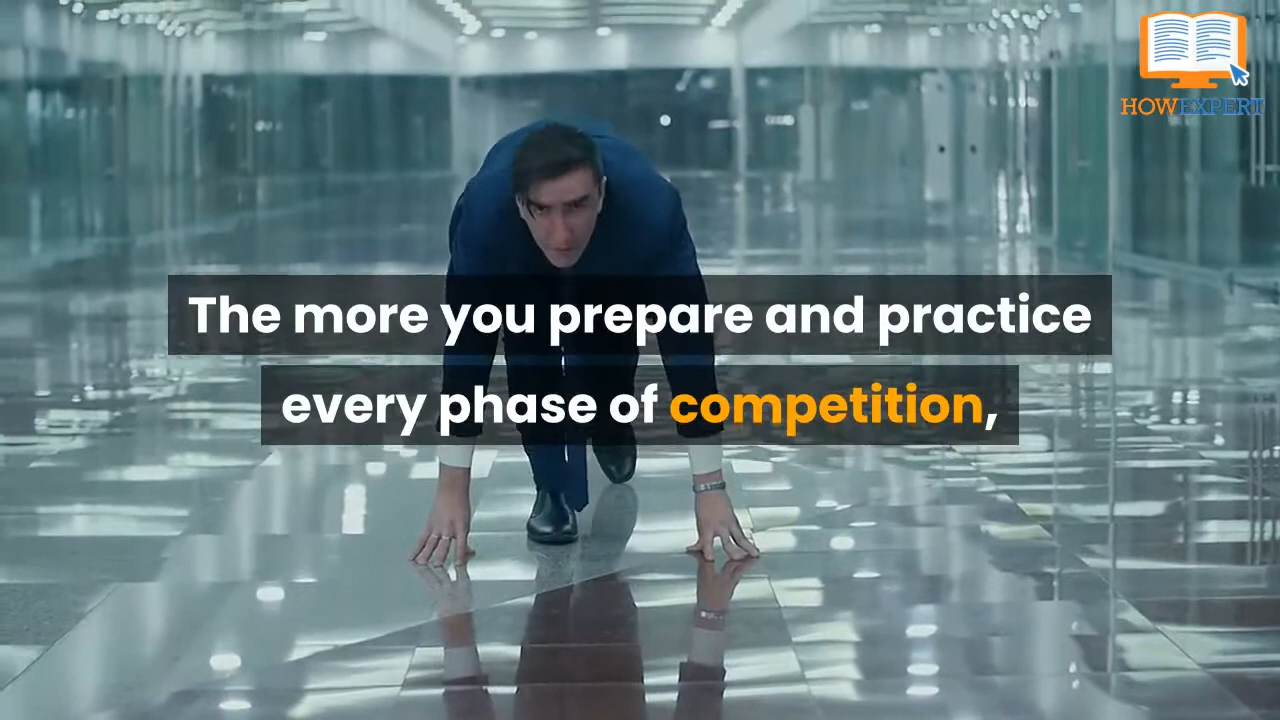 HOWEXPERT
The more you prepare and practice
every phase of competition,